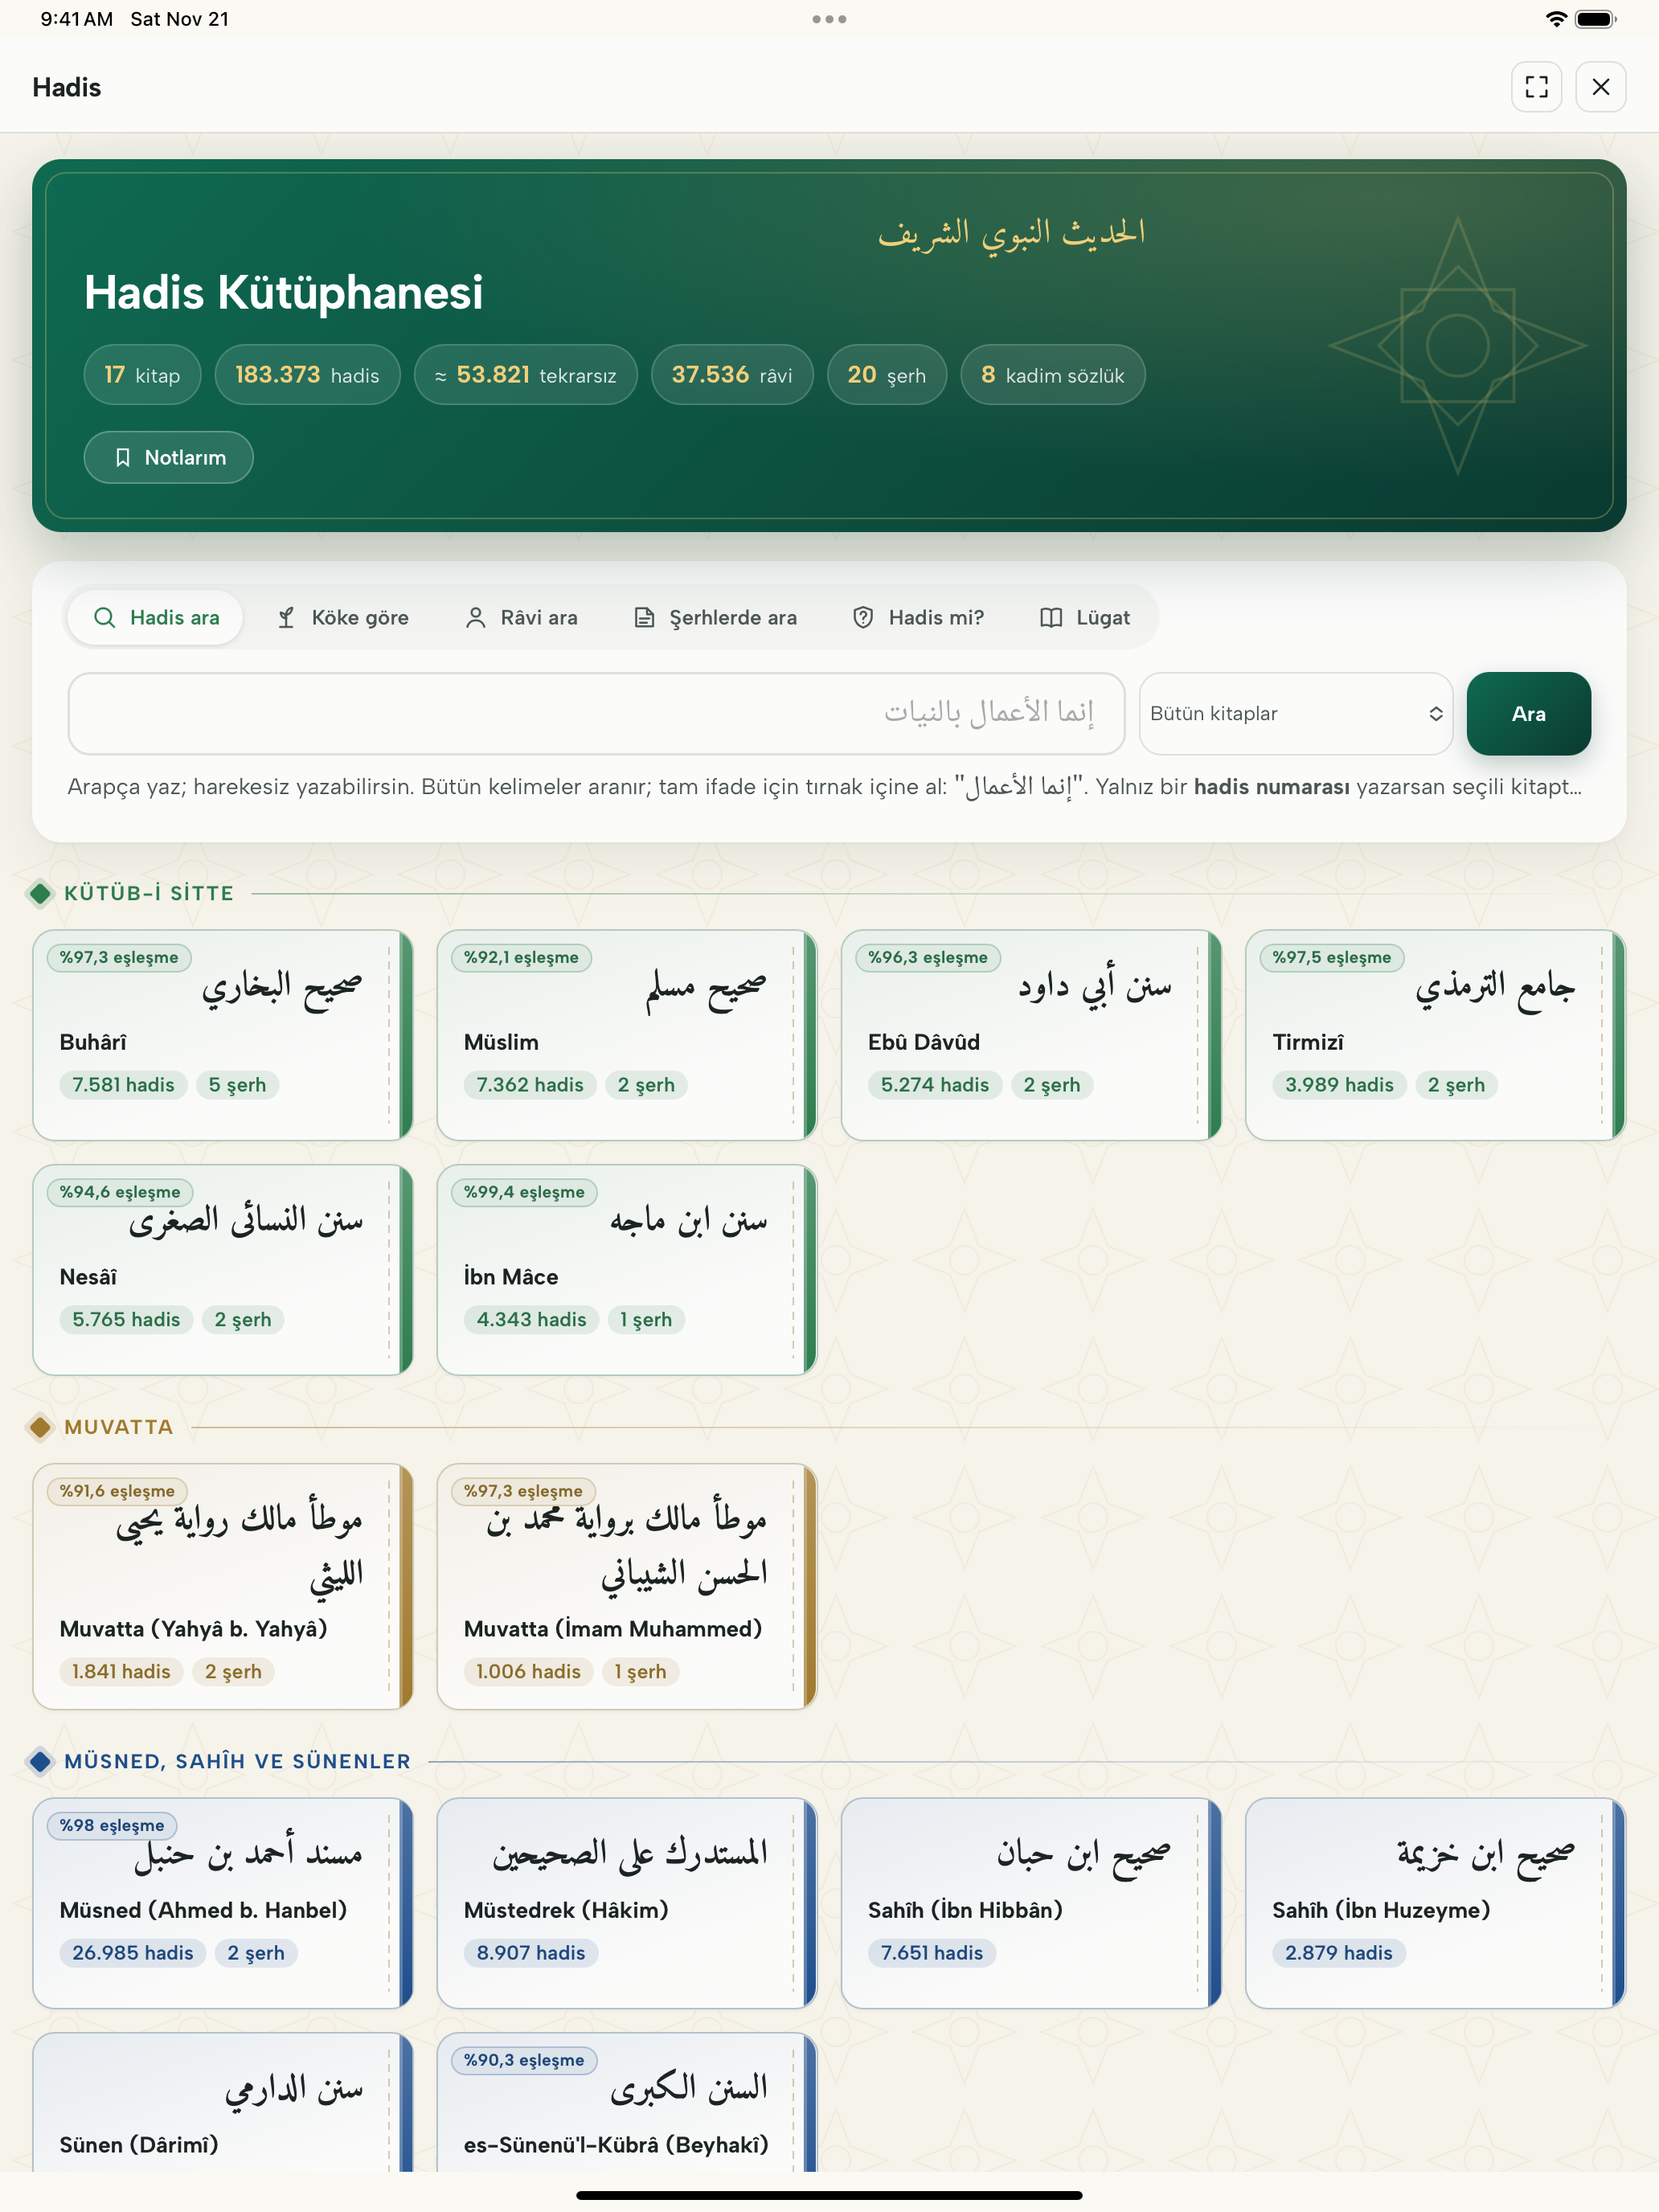 9:41 AM Sat Nov 21
Hadis
الحديث النبوي الشريف
Hadis Kütüphanesi
17 kitap
183.373 hadis
≈ 53.821 tekrarsız
37.536 râvi
20 şerh
8 kadim sözlük
Notlarım
Hadis ara
Köke göre
Râvi ara
Şerhlerde ara
Hadis mi?
Lügat
إنما الأعمال بالنيات
Bütün kitaplar
Ara
Arapça yaz; harekesiz yazabilirsin. Bütün kelimeler aranır; tam ifade için tırnak içine al: "إنما الأعمال". Yalnız bir hadis numarası yazarsan seçili kitapt…
KÜTÜB-İ SİTTE
%97,3 eşleşme
صحيح البخاري
Buhârî
7.581 hadis
5 şerh
%92,1 eşleşme
صحيح مسلم
Müslim
7.362 hadis
2 şerh
%96,3 eşleşme
سنن أبي داود
Ebû Dâvûd
5.274 hadis
2 şerh
%97,5 eşleşme
جامع الترمذي
Tirmizî
3.989 hadis
2 şerh
%94,6 eşleşme
سنن النسائى الصغرى
Nesâî
5.765 hadis
2 şerh
%99,4 eşleşme
سنن ابن ماجه
İbn Mâce
4.343 hadis
1 şerh
MUVATTA
%91,6 eşleşme
موطأ مالك رواية يحيى
الليثي
Muvatta (Yahyâ b. Yahyâ)
1.841 hadis
2 şerh
%97,3 eşleşme
موطأ مالك برواية محمد بن
الحسن الشيباني
Muvatta (İmam Muhammed)
1.006 hadis
1 şerh
MÜSNED, SAHÎH VE SÜNENLER
%98 eşleşme
مسند أحمد بن حنبل
Müsned (Ahmed b. Hanbel)
26.985 hadis
2 şerh
المستدرك على الصحيحين
Müstedrek (Hâkim)
8.907 hadis
صحيح ابن حبان
Sahîh (İbn Hibbân)
7.651 hadis
صحيح ابن خزيمة
Sahîh (İbn Huzeyme)
2.879 hadis
سنن الدارمي
Sünen (Dârimî)
%90,3 eşleşme
السنن الكبرى
es-Sünenü'l-Kübrâ (Beyhakî)